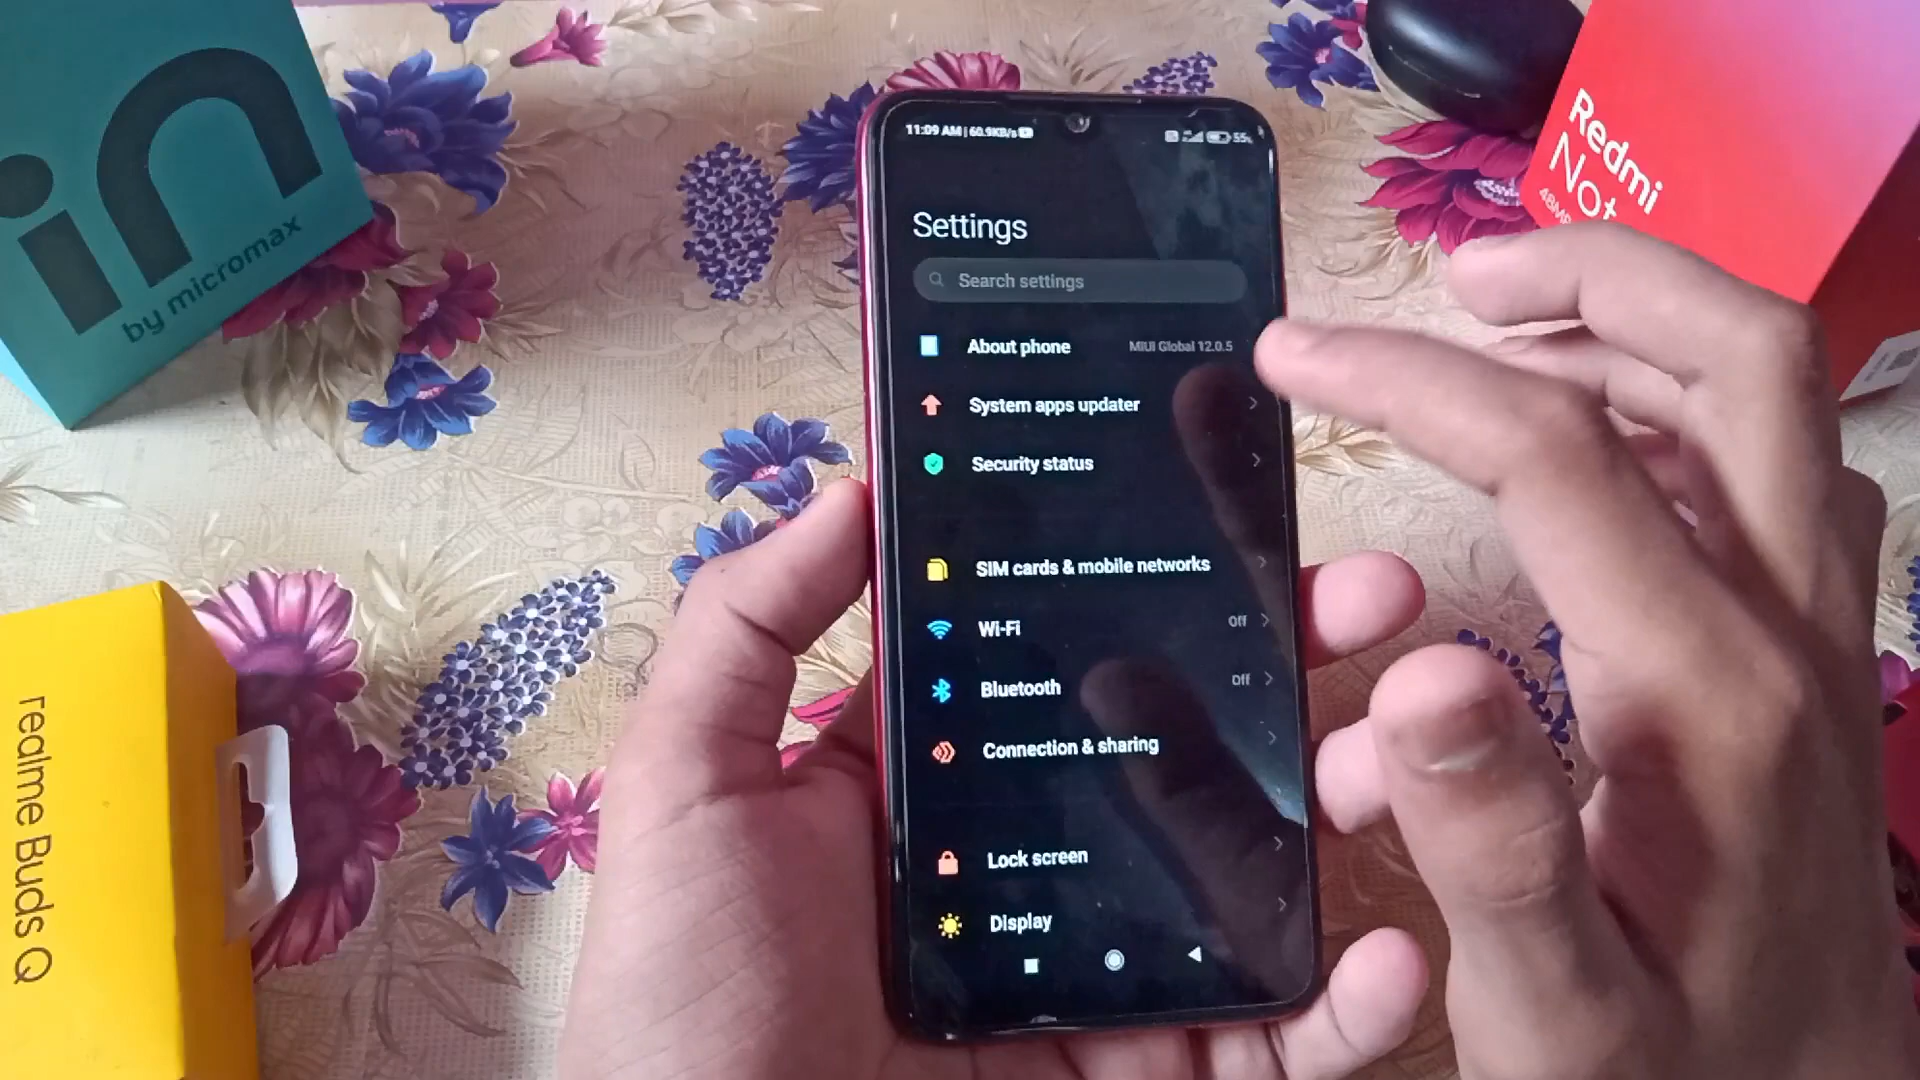 in
by micromax
realme Buds Q
11:09 AM | 60.9KB/s
55%
Settings
Search settings
About phone
MIUI Global 12.0.5
System apps updater
Security status
SIM cards & mobile networks
Wi-Fi
Off
Bluetooth
Off
Connection & sharing
Lock screen
Display
Redmi
Not
48MP